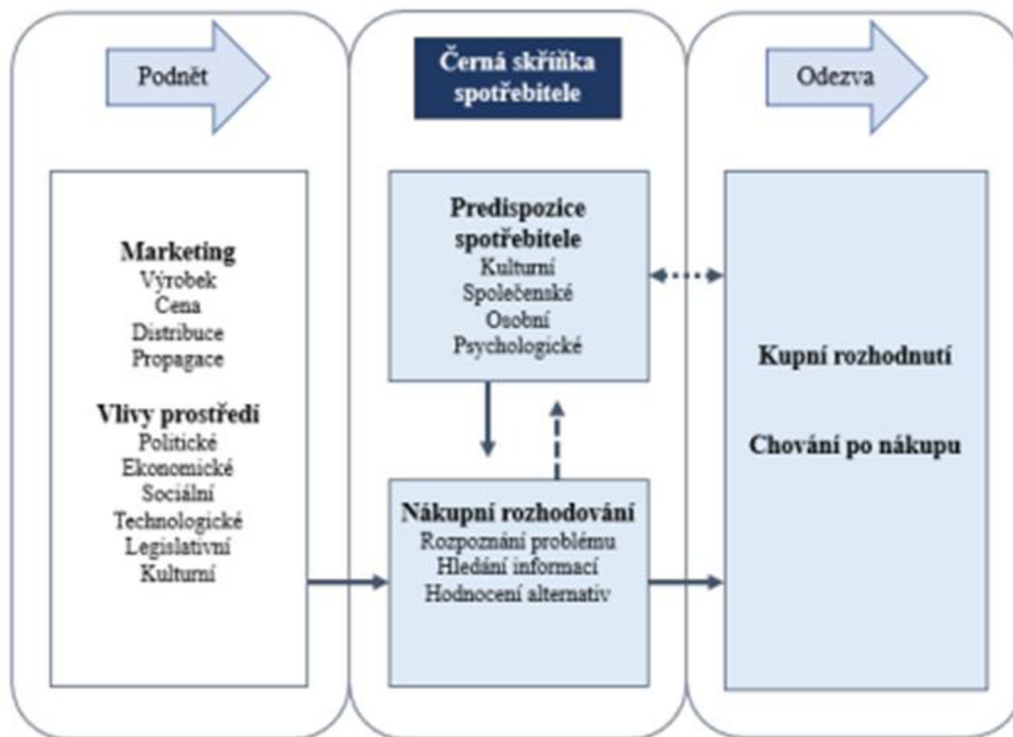 Podnět
Černá skříňka
spotřebitele
Odezva
Marketing
Výrobek
Cena
Distribuce
Propagace
Vlivy prostředí
Politické
Ekonomické
Sociální
Technologické
Legislativní
Kulturní
Predispozice
spotřebitele
Kulturní
Společenské
Osobní
Psychologické
Nákupní rozhodování
Rozpoznání problému
Hledání informací
Hodnocení alternativ
Kupní rozhodnutí
Chování po nákupu